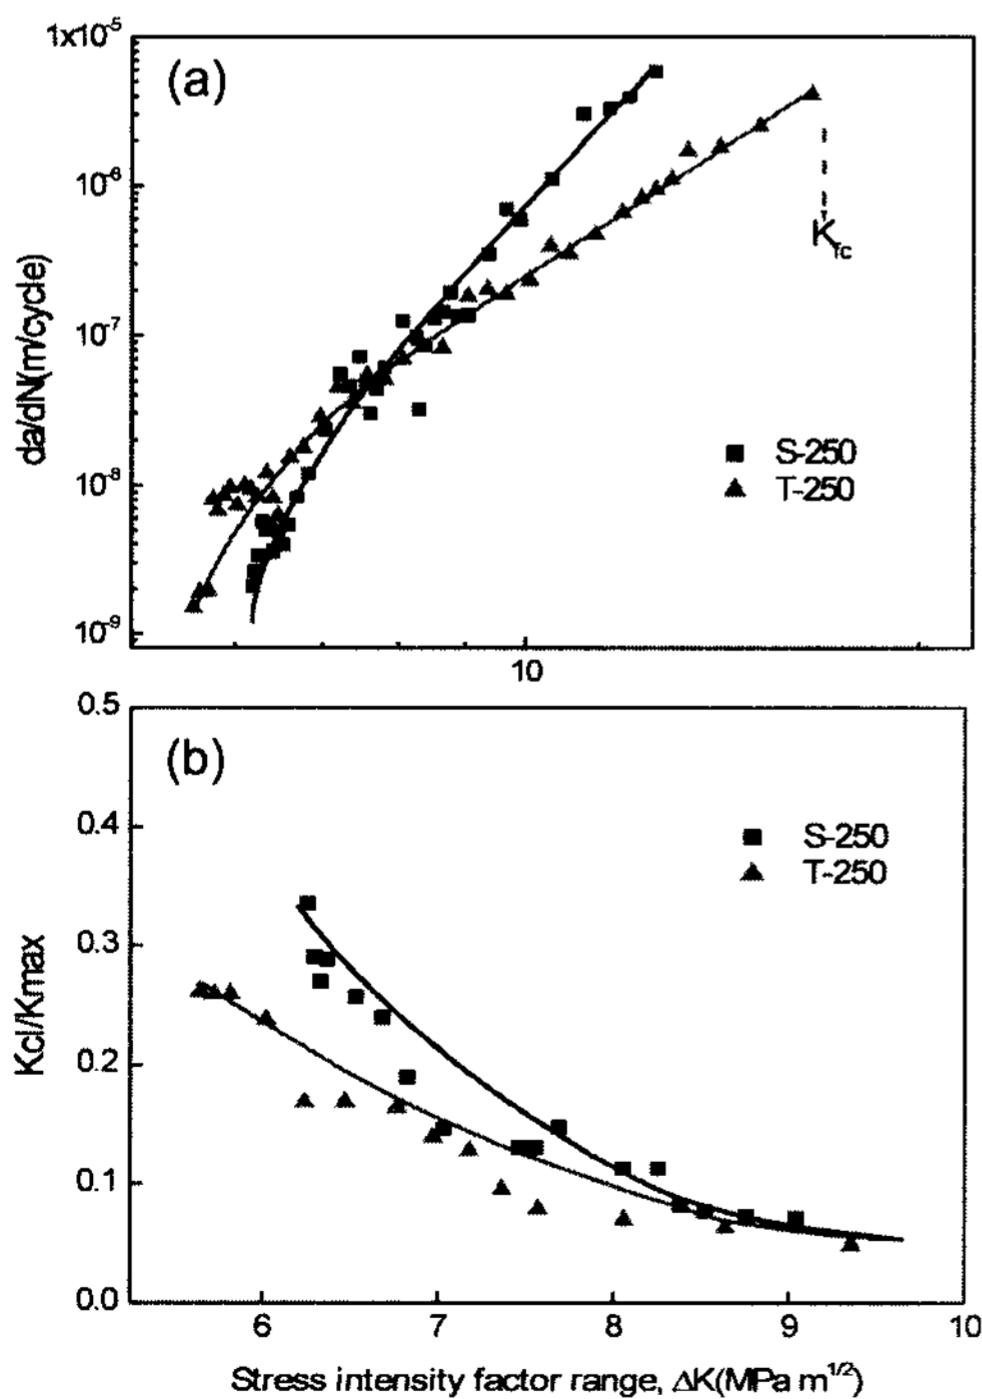 1x10⁻⁵
(a)
10⁻⁶
K_fc
da/dN(m/cycle)
10⁻⁷
S-250
10⁻⁸
T-250
10⁻⁹
10
0.5
(b)
0.4
S-250
T-250
Kcl/Kmax
0.3
0.2
0.1
0.0
6 7 8 9 10
Stress intensity factor range, ΔK(MPa m^1/2)